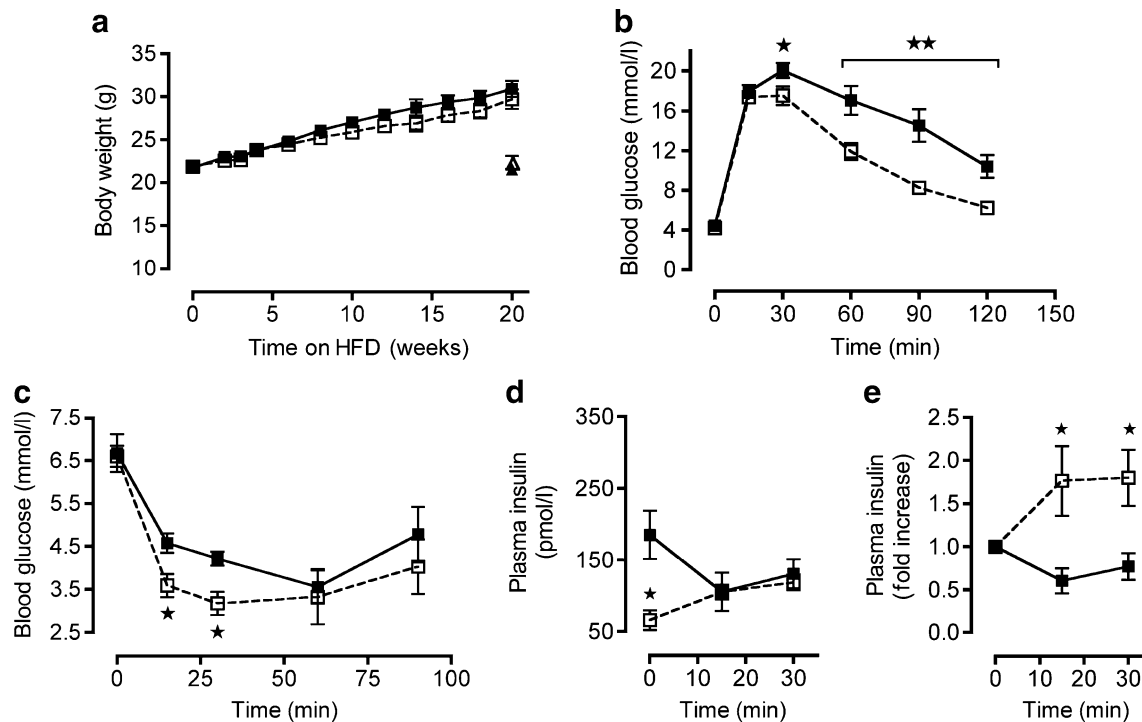 a
35
30
25
20
15
10
Body weight (g)
0 5 10 15 20
Time on HFD (weeks)
b
★
★★
20
16
12
8
4
0
Blood glucose (mmol/l)
0 30 60 90 120 150
Time (min)
c
7.5
6.5
5.5
4.5
3.5
2.5
Blood glucose (mmol/l)
★
★
0 25 50 75 100
Time (min)
d
350
250
150
50
Plasma insulin
(pmol/l)
★
0 10 20 30
Time (min)
e
2.5
2.0
1.5
1.0
0.5
0.0
Plasma insulin
(fold increase)
★ ★
0 10 20 30
Time (min)